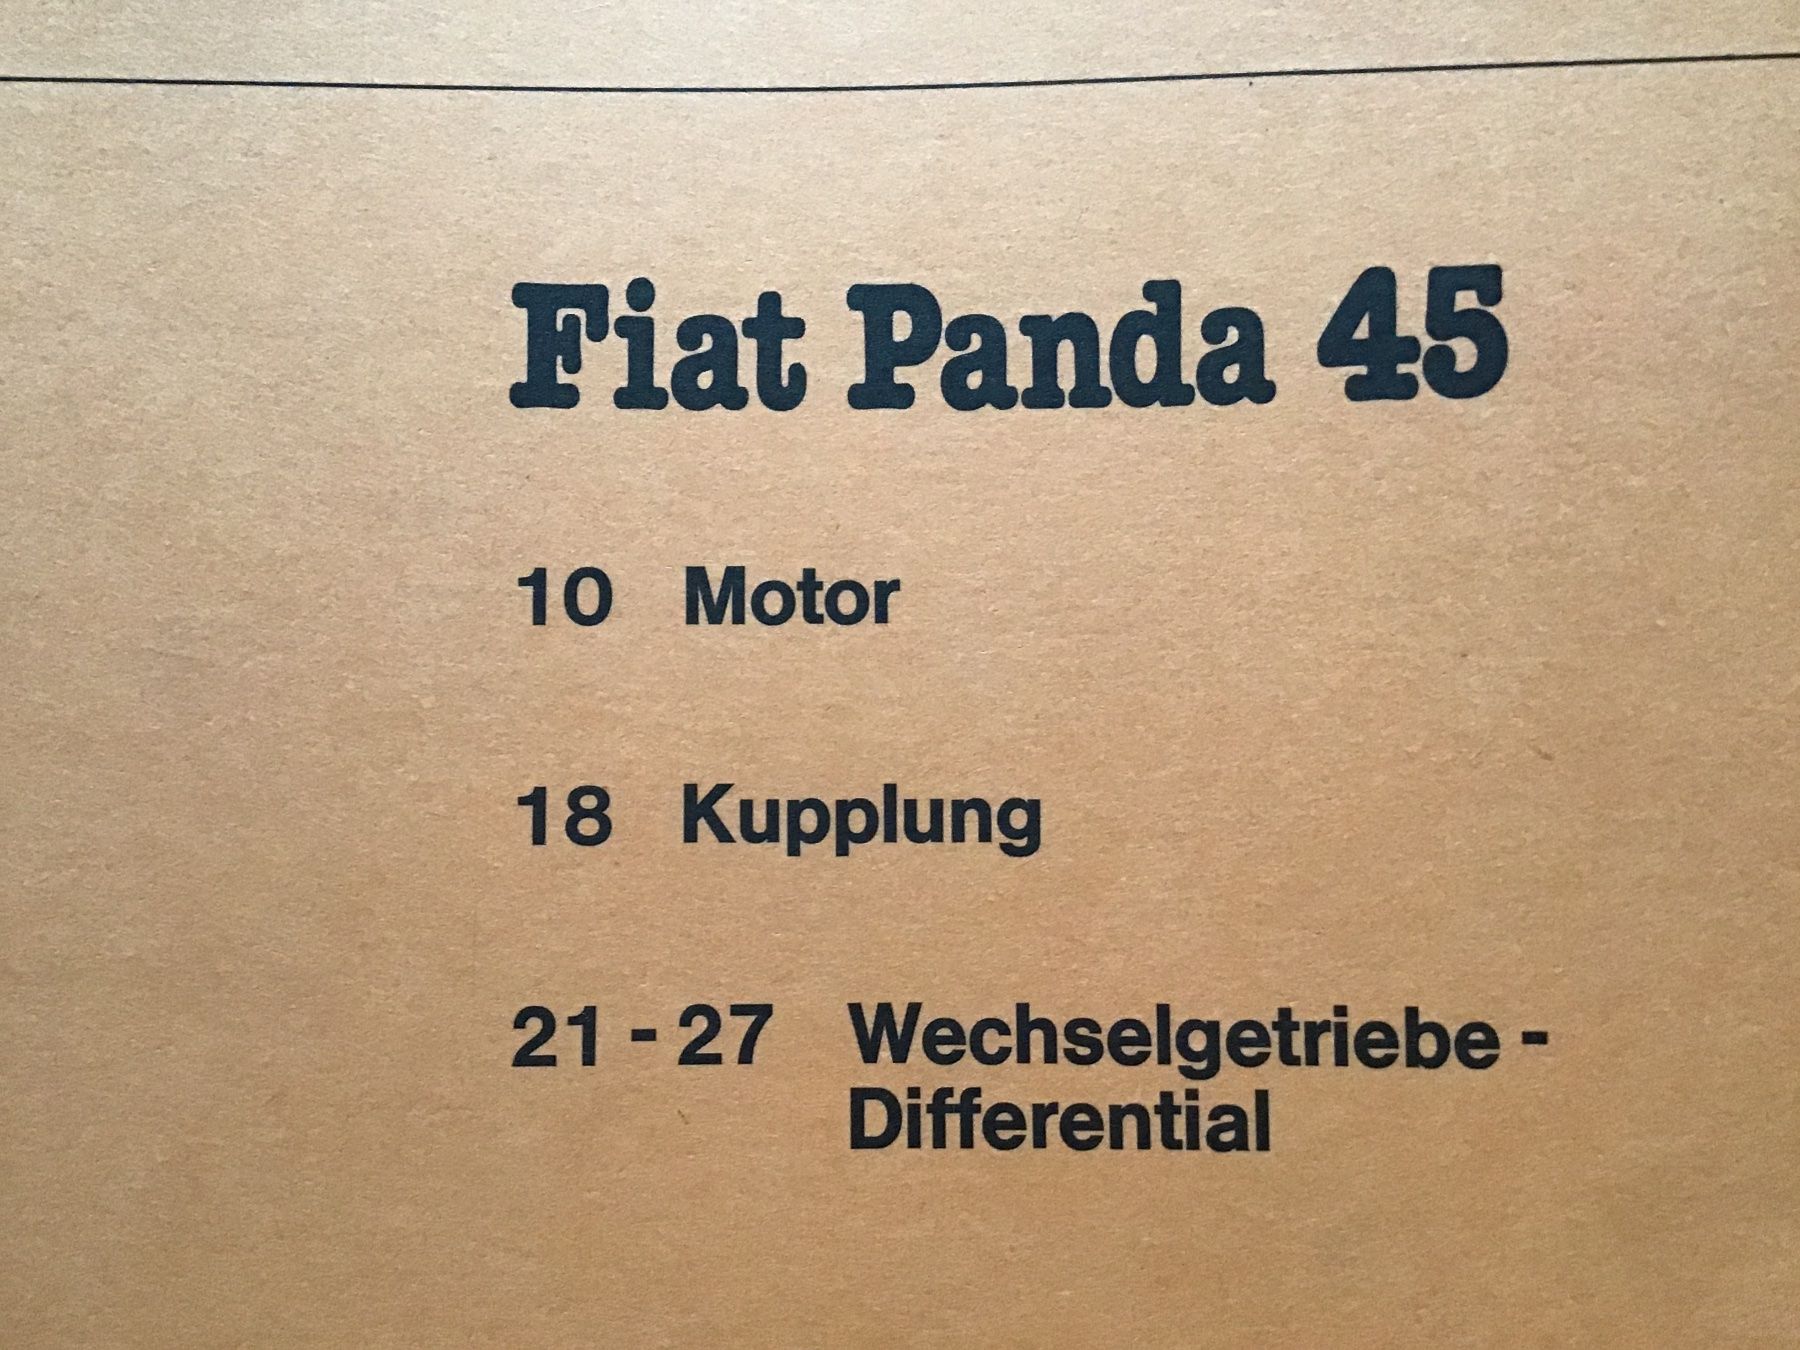 Fiat Panda 45
10 Motor
18 Kupplung
21 - 27 Wechselgetriebe -
Differential